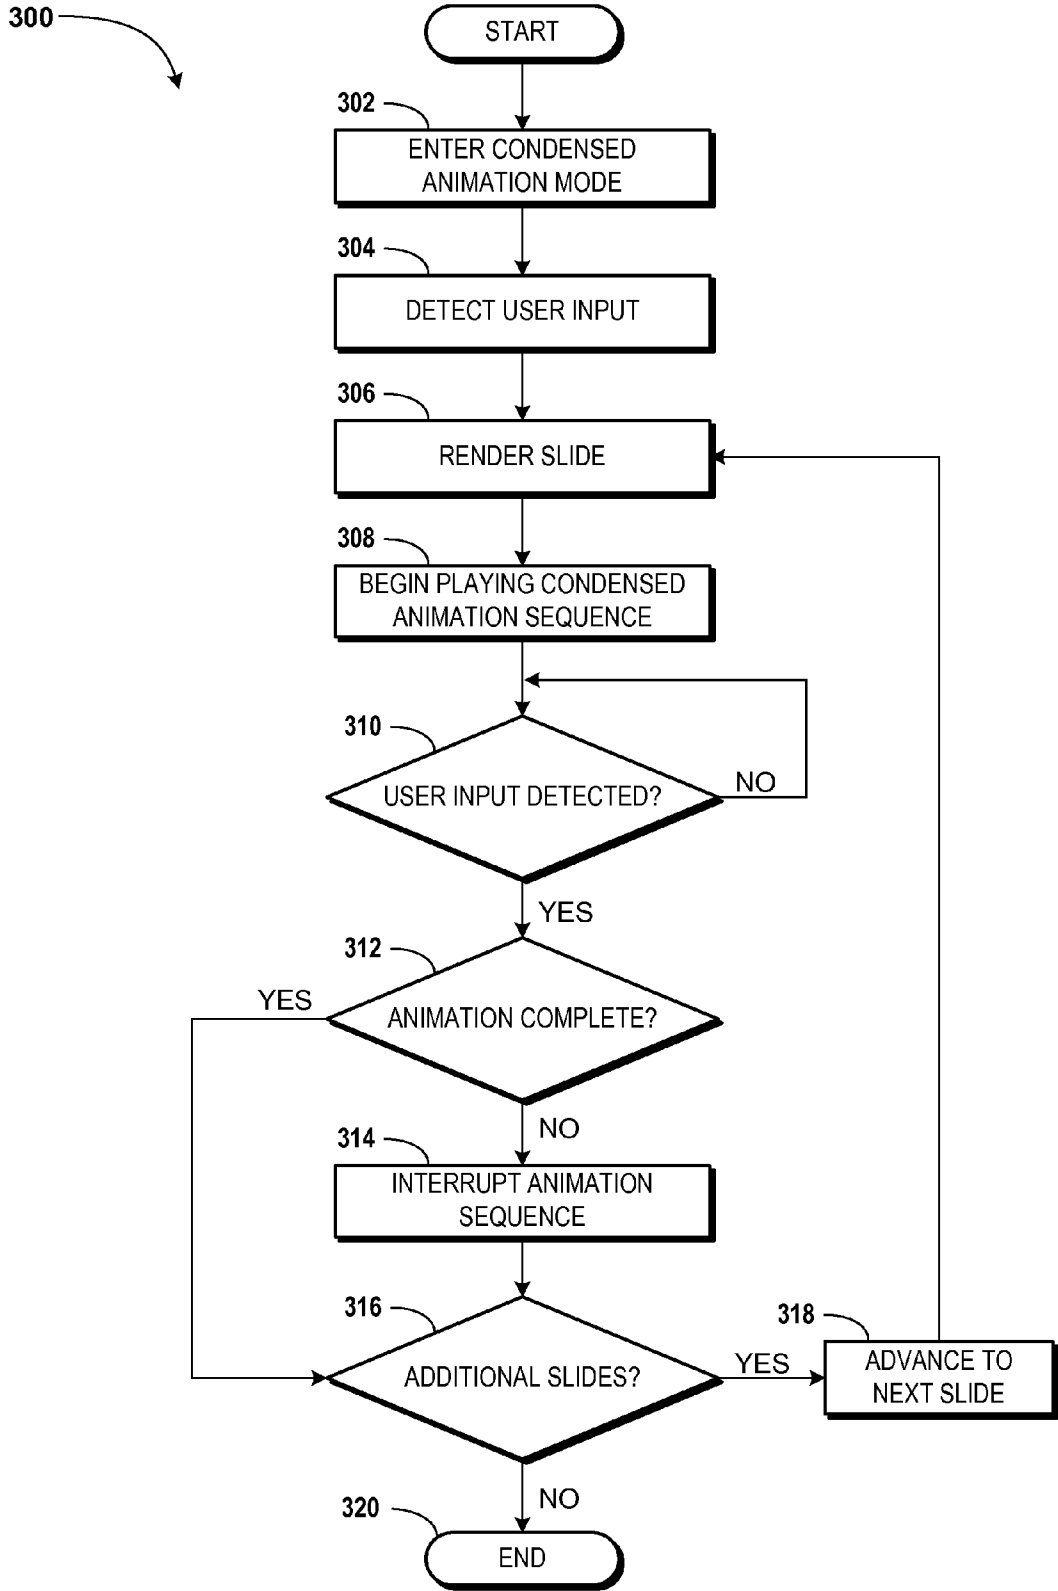 300
START
302
ENTER CONDENSED
ANIMATION MODE
304
DETECT USER INPUT
306
RENDER SLIDE
308
BEGIN PLAYING CONDENSED
ANIMATION SEQUENCE
310
USER INPUT DETECTED?
NO
YES
312
YES
ANIMATION COMPLETE?
NO
314
INTERRUPT ANIMATION
SEQUENCE
316
ADDITIONAL SLIDES?
YES
318
ADVANCE TO
NEXT SLIDE
NO
320
END